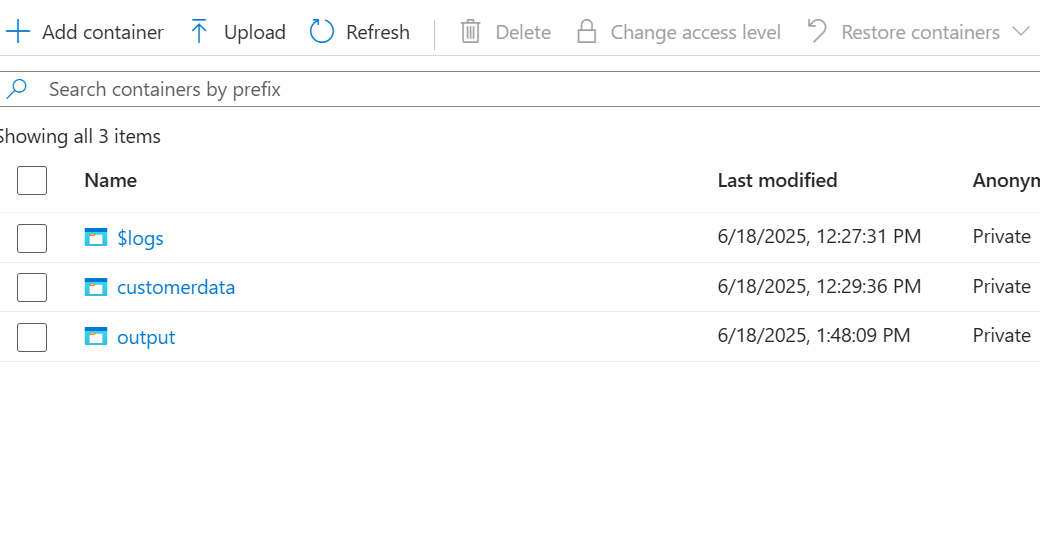 Add container Upload Refresh Delete Change access level Restore containers
Search containers by prefix
Showing all 3 items
Name Last modified Anonym
$logs 6/18/2025, 12:27:31 PM Private
customerdata 6/18/2025, 12:29:36 PM Private
output 6/18/2025, 1:48:09 PM Private